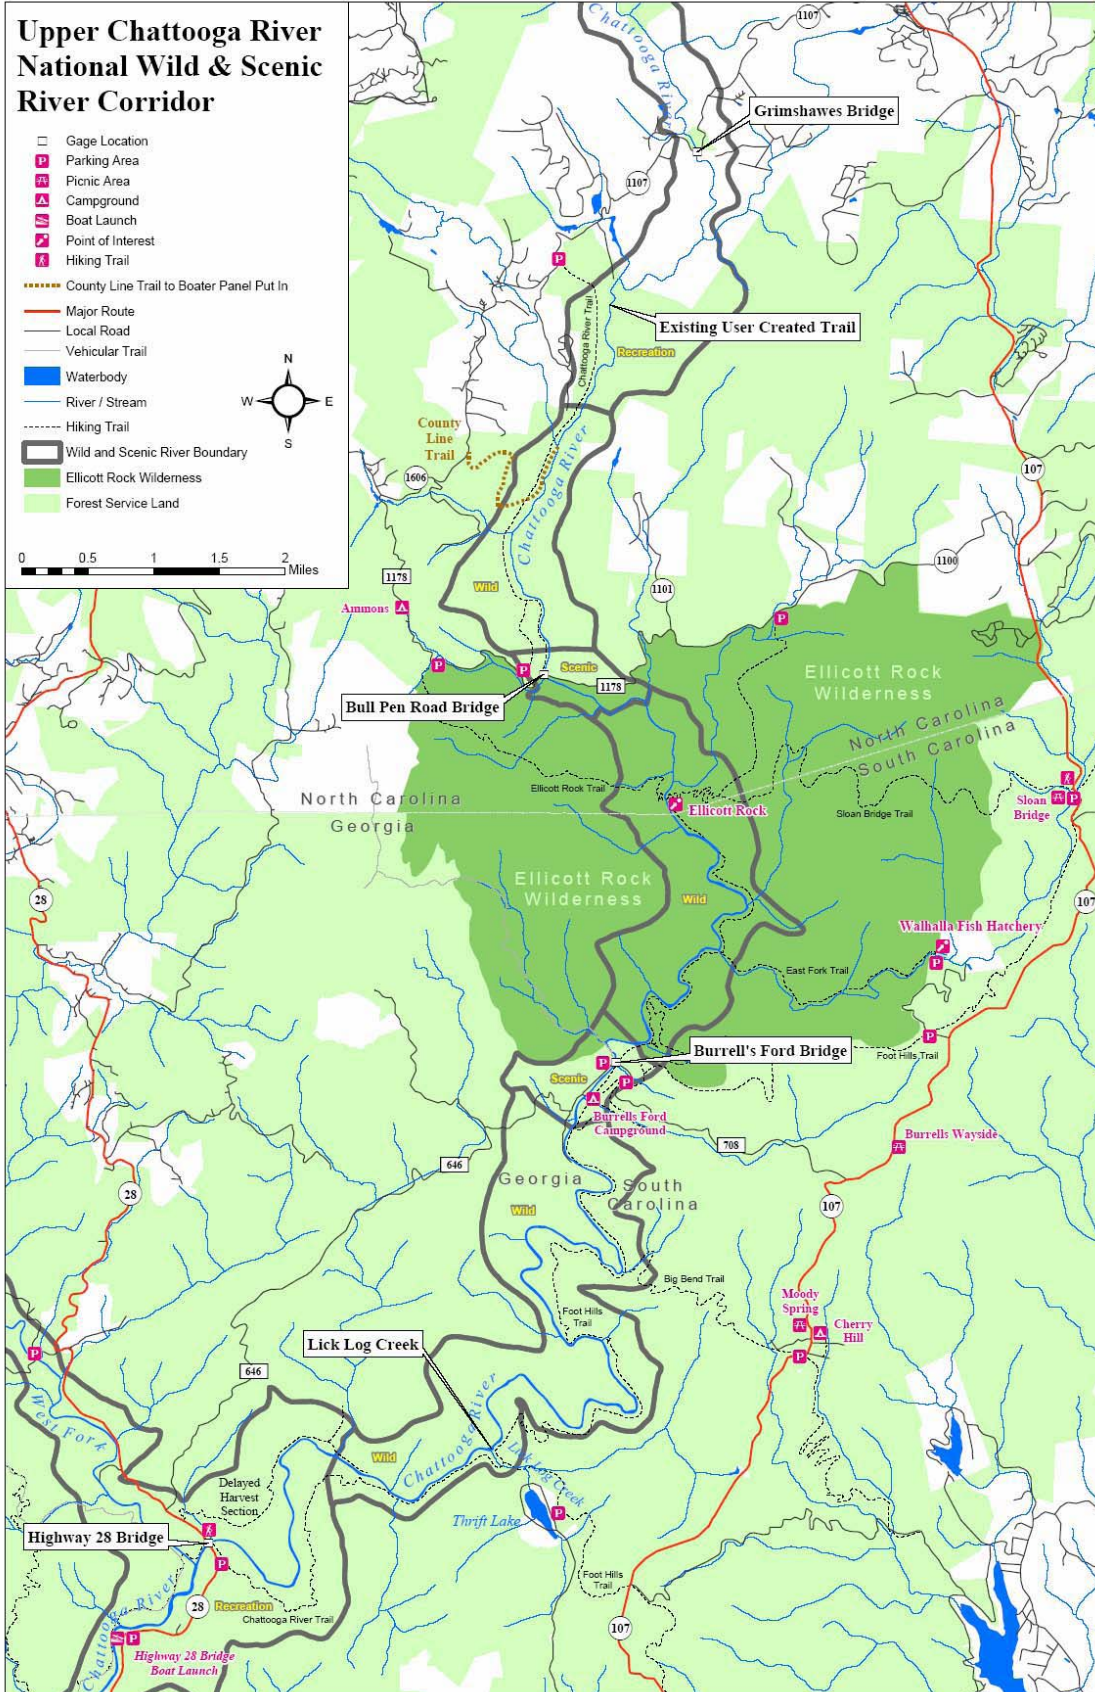 Upper Chattooga River
National Wild & Scenic
River Corridor
Gage Location
P Parking Area
Picnic Area
Campground
Boat Launch
Point of Interest
Hiking Trail
County Line Trail to Boater Panel Put In
Major Route
Local Road
Vehicular Trail
Waterbody
River / Stream
Hiking Trail
Wild and Scenic River Boundary
Ellicott Rock Wilderness
Forest Service Land
N
W E
S
0 0.5 1 2
Miles
Chattooga River
1107
Grimshawes Bridge
1107
P
Existing User Created Trail
Chattooga River Trail
Recreation
County
Line
Trail
Chattooga River
107
1606
1178
1100
1101
Wild
Ammons
P
P
P
Scenic
1178
Bull Pen Road Bridge
Ellicott Rock
Wilderness
North Carolina
South Carolina
Ellicott Rock Trail
North Carolina
Georgia
Ellicott Rock
Sloan
Bridge
P
Sloan Bridge Trail
28
107
Ellicott Rock
Wilderness
Wild
Walhalla Fish Hatchery
P
East Fork Trail
P
Foot Hills Trail
Burrell's Ford Bridge
P
P
Scenic
Burrells Ford
Campground
708
Burrells Wayside
646
Georgia
South
Carolina
28
Wild
107
Big Bend Trail
Moody
Spring
Cherry
Hill
P
Foot Hills
Trail
Lick Log Creek
P
646
West Fork
Chattooga River
Wild
Lick Log Creek
Delayed
Harvest
Section
Thrift Lake
P
Highway 28 Bridge
P
Foot Hills
Trail
Chattooga River
28
Recreation
Chattooga River Trail
107
P
Highway 28 Bridge
Boat Launch